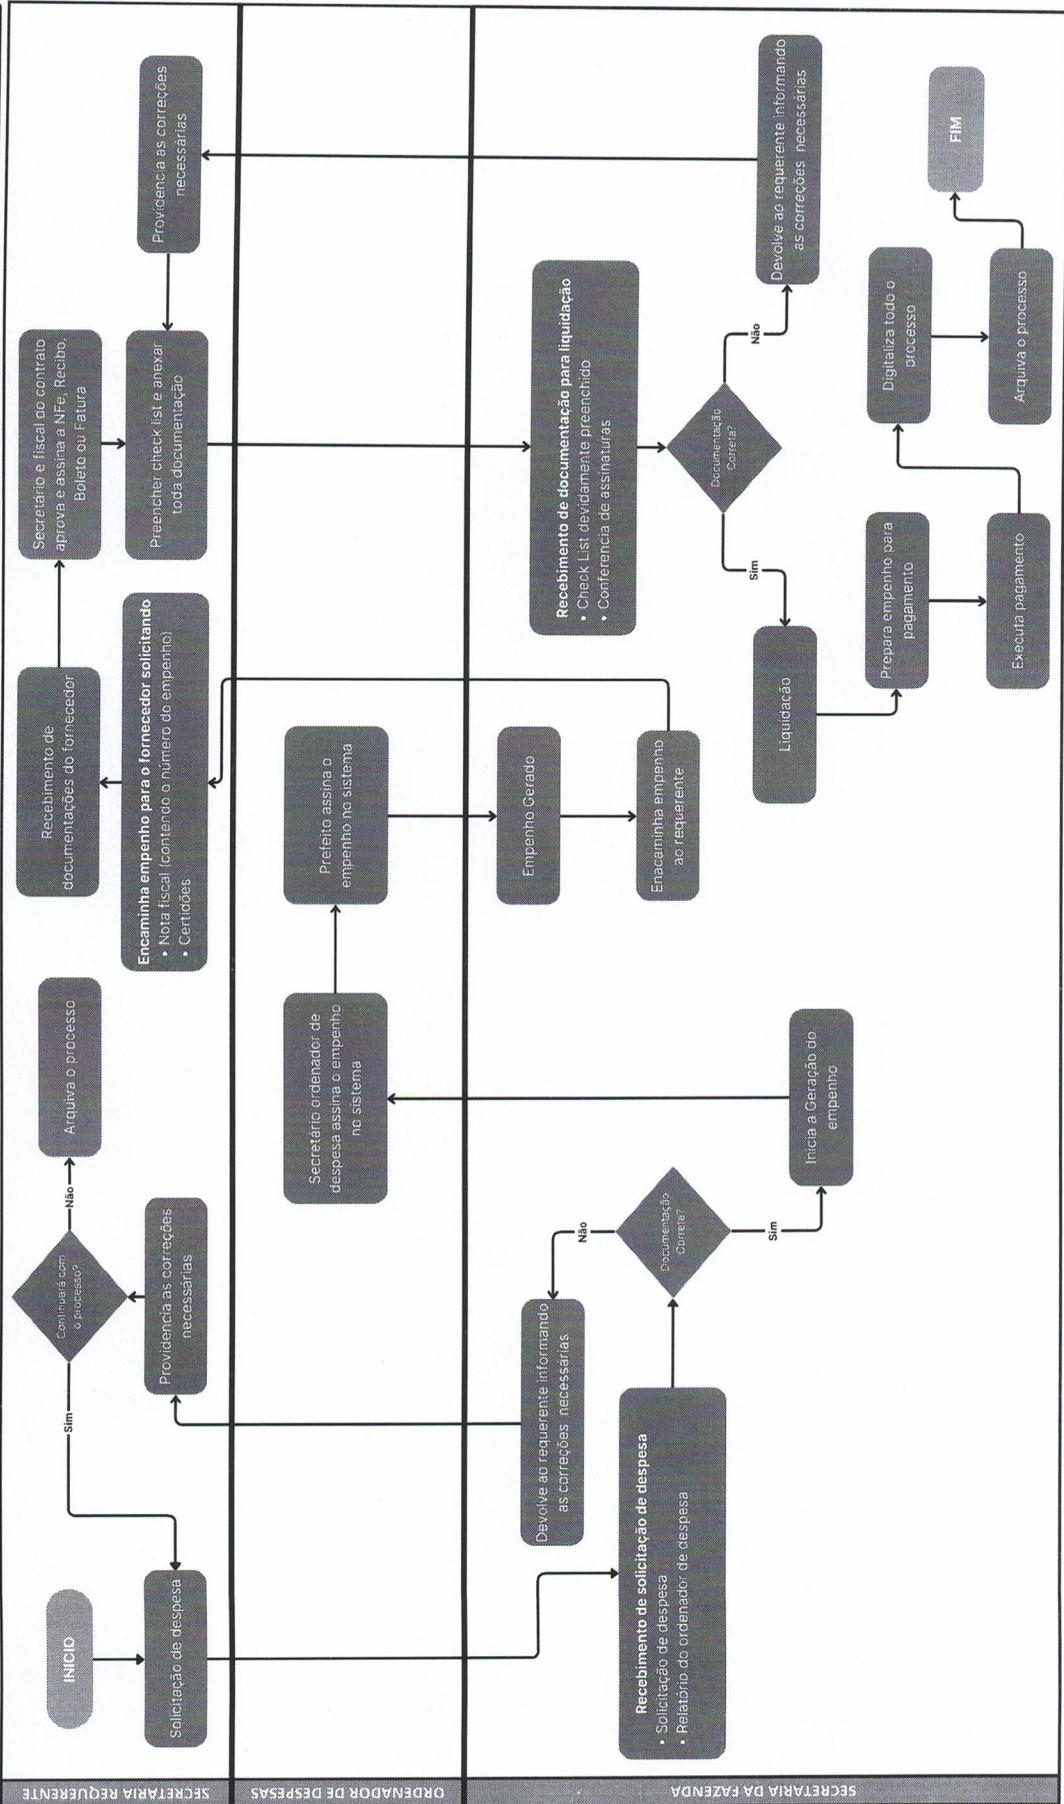 SECRETARIA REQUERENTE
INICIO
Solicitação de despesa
Sim
Continuará com
o processo?
Não
Arquiva o processo
Providencia as correções
necessárias
Recebimento de
documentações do fornecedor
Encaminha empenho para o fornecedor solicitando
• Nota fiscal (contendo o número do empenho)
• Certidões
Secretário e fiscal do contrato
aprova e assina a NFe, Recibo,
Boleto ou Fatura
Preencher check list e anexar
toda documentação
Providencia as correções
necessárias
ORDENADOR DE DESPESAS
Secretário ordenador de
despesa assina o empenho
no sistema
Prefeito assina o
empenho no sistema
SECRETARIA DA FAZENDA
Recebimento de solicitação de despesa
• Solicitação de despesa
• Relatório do ordenador de despesa
Devolve ao requerente informando
as correções necessárias
Não
Documentação
Correta?
Sim
Inicia a Geração do
empenho
Empenho Gerado
Enacaminha empenho
ao requerente
Recebimento de documentação para liquidação
• Check List devidamente preenchido
• Conferencia de assinaturas
Documentação
Correta?
Sim
Não
Devolve ao requerente informando
as correções necessárias
Liquidação
Prepara empenho para
pagamento
Executa pagamento
Digitaliza todo o
processo
Arquiva o processo
FIM